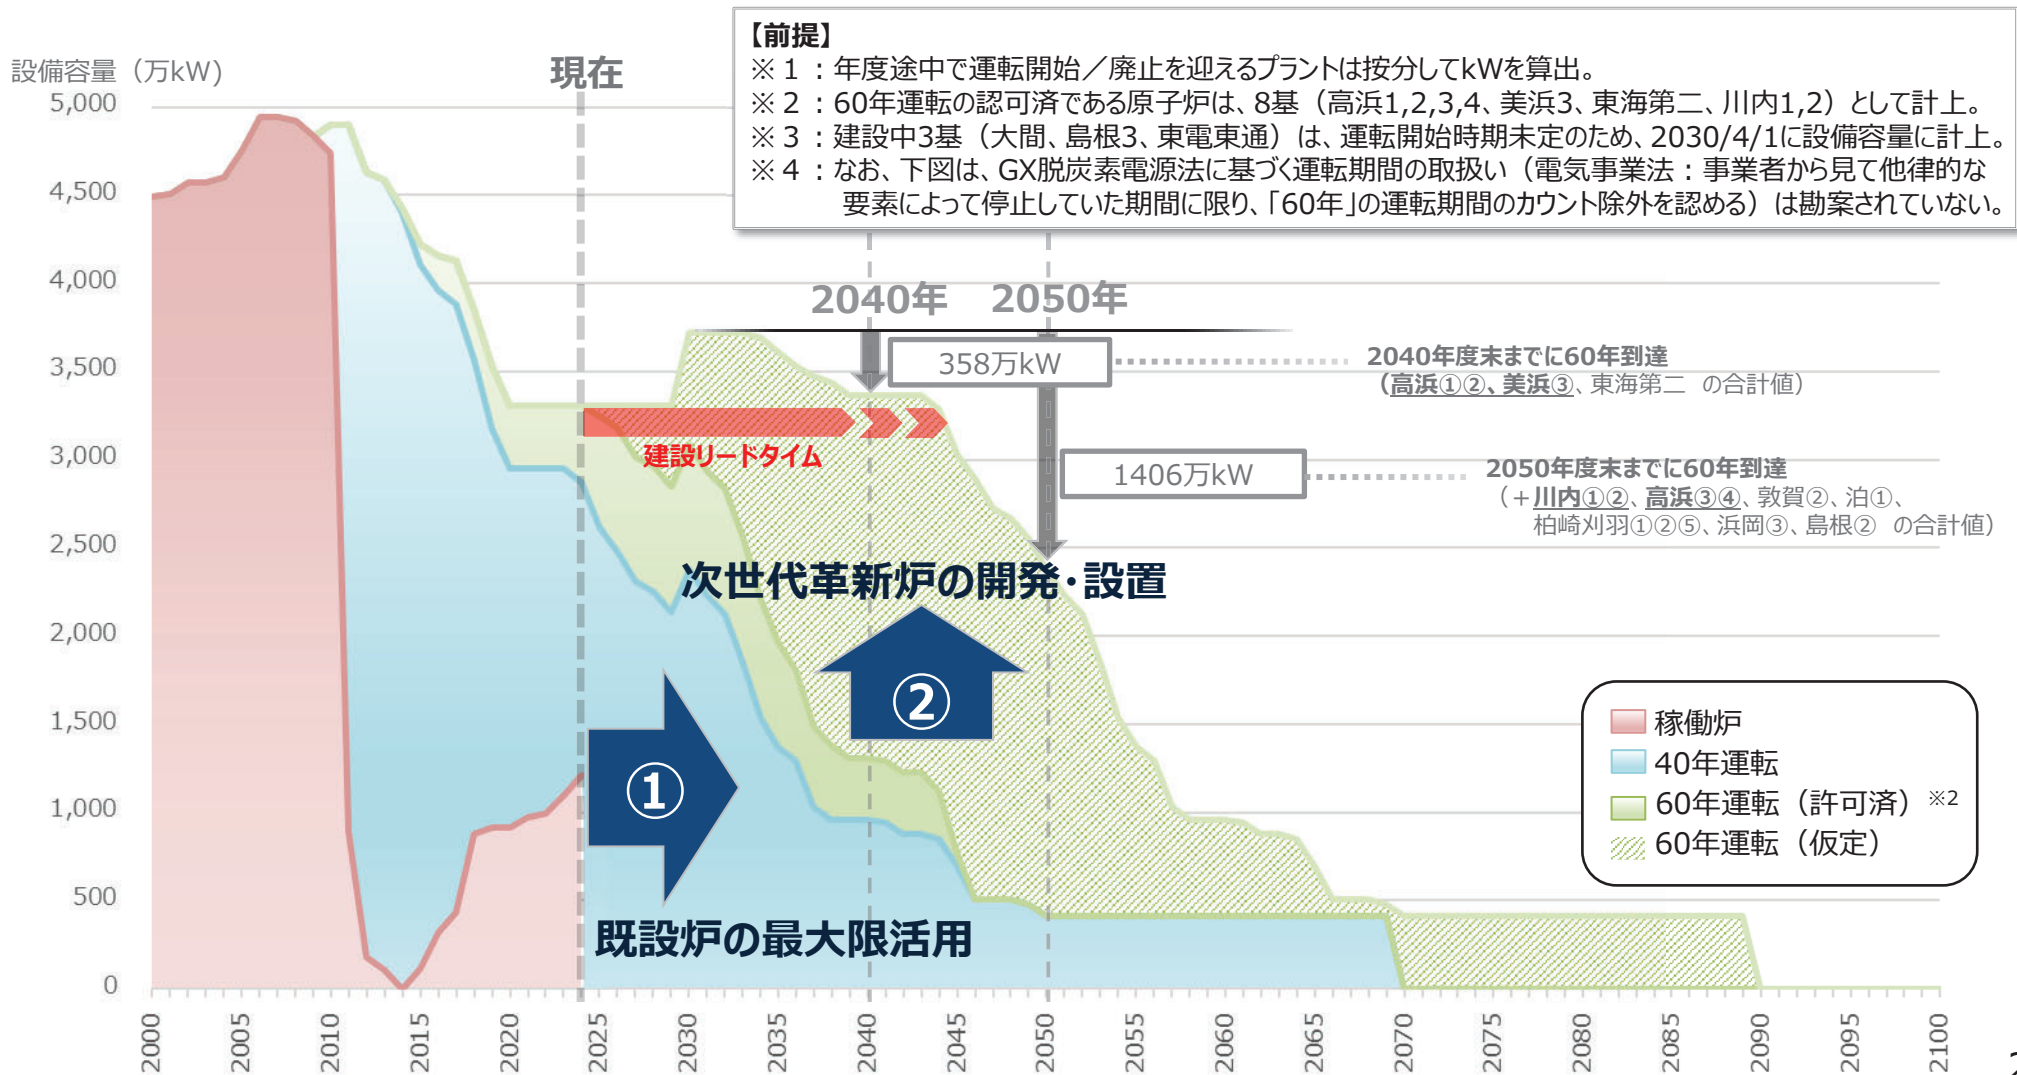 【前提】
※１：年度途中で運転開始／廃止を迎えるプラントは按分してkWを算出。
※２：60年運転の認可済である原子炉は、8基（高浜1,2,3,4、美浜3、東海第二、川内1,2）として計上。
※３：建設中3基（大間、島根3、東電東通）は、運転開始時期未定のため、2030/4/1に設備容量に計上。
※４：なお、下図は、GX脱炭素電源法に基づく運転期間の取扱い（電気事業法：事業者から見て他律的な
要素によって停止していた期間に限り、「60年」の運転期間のカウント除外を認める）は勘案されていない。
設備容量（万kW)
現在
5,000
4,500
4,000
3,500
3,000
2,500
2,000
1,500
1,000
500
0
2040年
2050年
358万kW
2040年度末までに60年到達
（高浜①②、美浜③、東海第二 の合計値）
建設リードタイム
1406万kW
2050年度末までに60年到達
（＋川内①②、高浜③④、敦賀②、泊①、
柏崎刈羽①②⑤、浜岡③、島根② の合計値）
次世代革新炉の開発・設置
②
①
既設炉の最大限活用
稼働炉
40年運転
60年運転（許可済）※2
60年運転（仮定）
2000
2005
2010
2015
2020
2025
2030
2035
2040
2045
2050
2055
2060
2065
2070
2075
2080
2085
2090
2095
2100